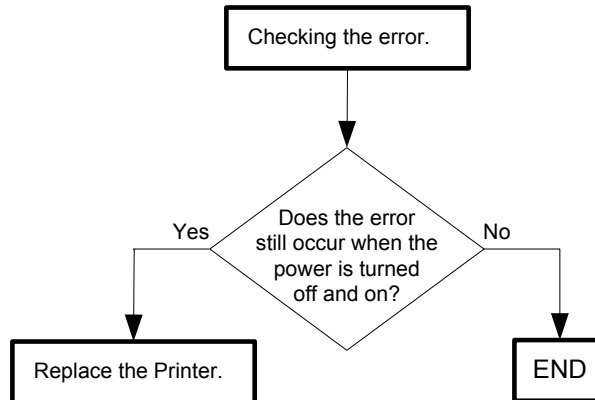 Checking the error.
Does the error
still occur when the
power is turned
off and on?
Yes
No
Replace the Printer.
END